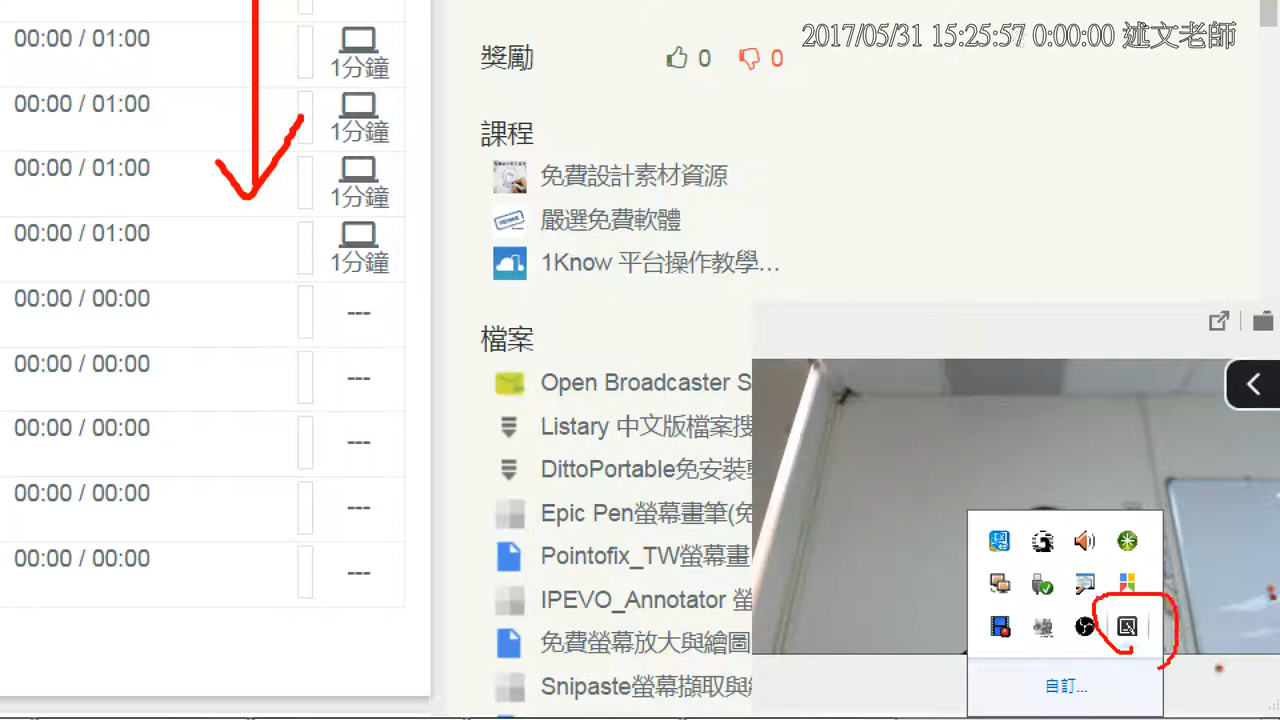 2017/05/31 15:25:57 0:00:00 述文老師
00:00 / 01:00
1分鐘
00:00 / 01:00
1分鐘
00:00 / 01:00
1分鐘
00:00 / 01:00
1分鐘
00:00 / 00:00
---
00:00 / 00:00
---
00:00 / 00:00
---
00:00 / 00:00
---
00:00 / 00:00
---
獎勵
0
0
課程
免費設計素材資源
嚴選免費軟體
1Know 平台操作教學...
檔案
Open Broadcaster S
Listary 中文版檔案搜
DittoPortable免安裝
Epic Pen螢幕畫筆(免
Pointofix_TW螢幕畫
IPEVO_Annotator 螢
免費螢幕放大與繪圖
Snipaste螢幕擷取與
自訂...